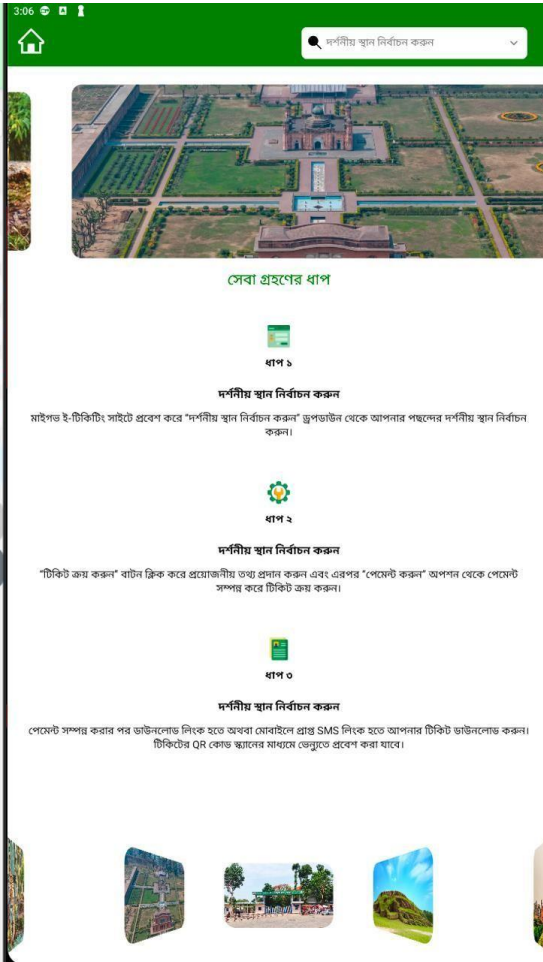 3:06
দর্শনীয় স্থান নির্বাচন করুন
সেবা গ্রহণের ধাপ
ধাপ ১
দর্শনীয় স্থান নির্বাচন করুন
মাইগভ ই-টিকিটিং সাইটে প্রবেশ করে "দর্শনীয় স্থান নির্বাচন করুন" ড্রপডাউন থেকে আপনার পছন্দের দর্শনীয় স্থান নির্বাচন
করুন।
ধাপ ২
দর্শনীয় স্থান নির্বাচন করুন
"টিকিট ক্রয় করুন" বাটন ক্লিক করে প্রয়োজনীয় তথ্য প্রদান করুন এবং এরপর "পেমেন্ট করুন" অপশন থেকে পেমেন্ট
সম্পন্ন করে টিকিট ক্রয় করুন।
ধাপ ৩
দর্শনীয় স্থান নির্বাচন করুন
পেমেন্ট সম্পন্ন করার পর ডাউনলোড লিংক হতে অথবা মোবাইলে প্রাপ্ত SMS লিংক হতে আপনার টিকিট ডাউনলোড করুন।
টিকিটের QR কোড স্ক্যানের মাধ্যমে ভেন্যুতে প্রবেশ করা যাবে।